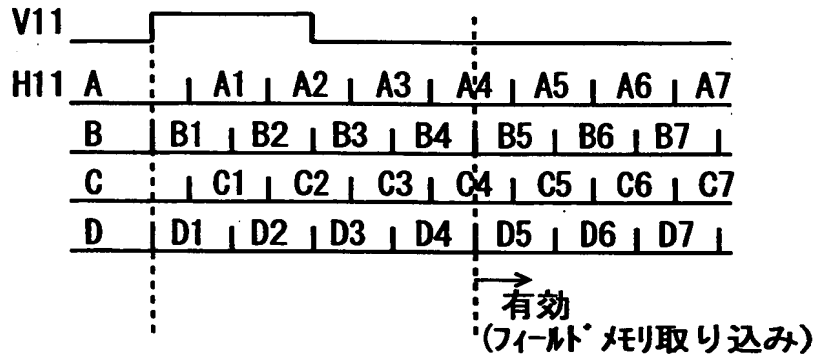 V11
H11 A A1 A2 A3 A4 A5 A6 A7
B B1 B2 B3 B4 B5 B6 B7
C C1 C2 C3 C4 C5 C6 C7
D D1 D2 D3 D4 D5 D6 D7
有効
(フィールドメモリ取り込み)